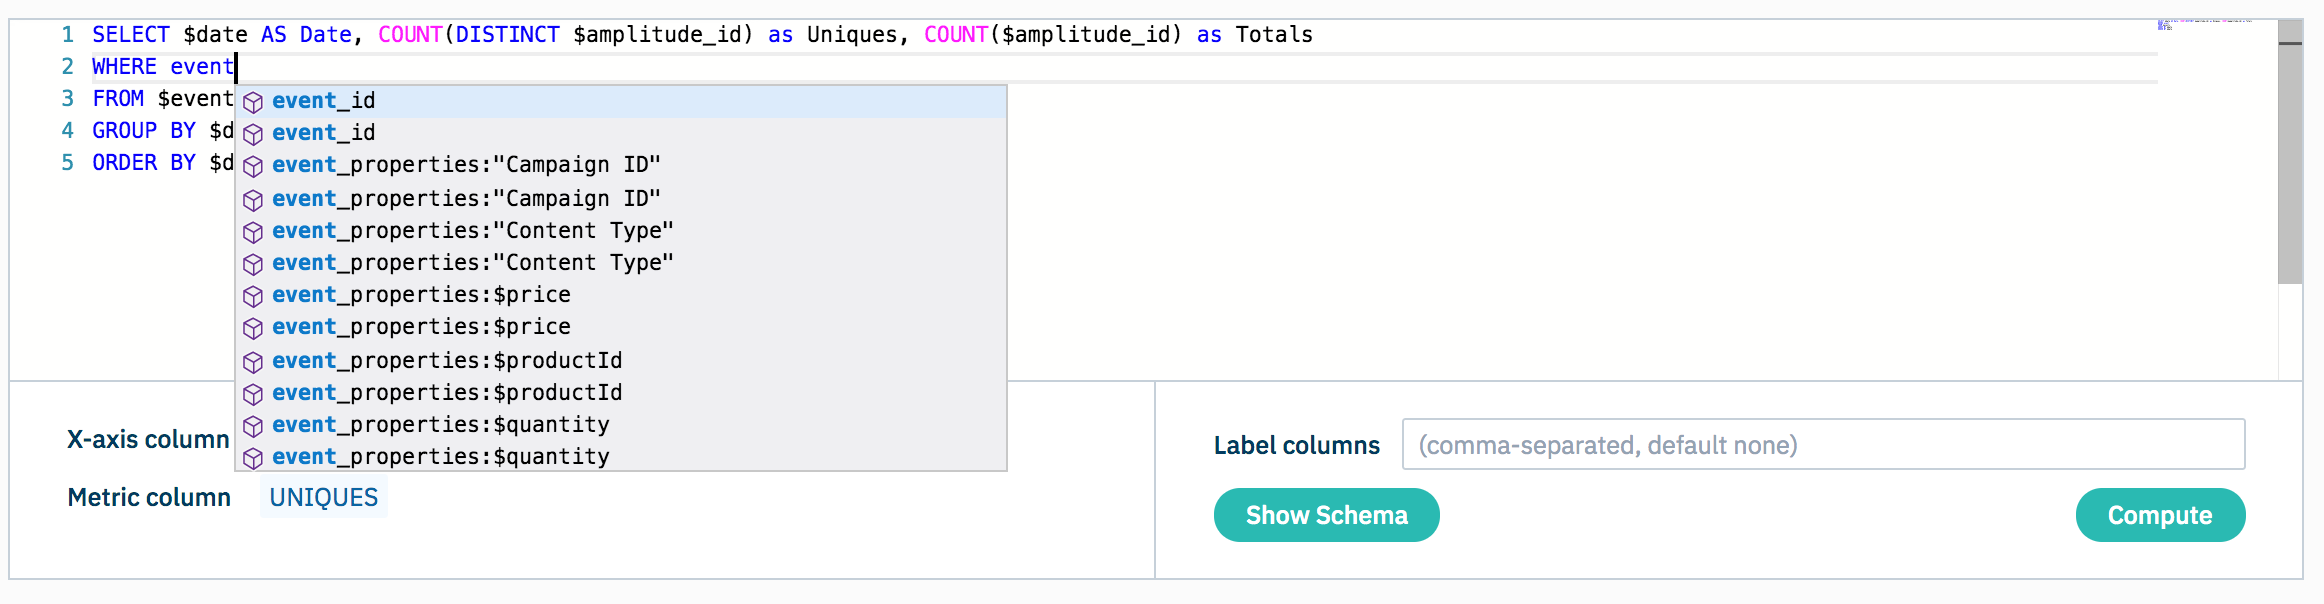 1 SELECT $date AS Date, COUNT(DISTINCT $amplitude_id) as Uniques, COUNT($amplitude_id) as Totals
2 WHERE event
3 FROM $event
4 GROUP BY $d
5 ORDER BY $d
event_id
event_id
event_properties:"Campaign ID"
event_properties:"Campaign ID"
event_properties:"Content Type"
event_properties:"Content Type"
event_properties:$price
event_properties:$price
event_properties:$productId
event_properties:$productId
event_properties:$quantity
event_properties:$quantity
X-axis column
Metric column UNIQUES
Label columns (comma-separated, default none)
Show Schema Compute